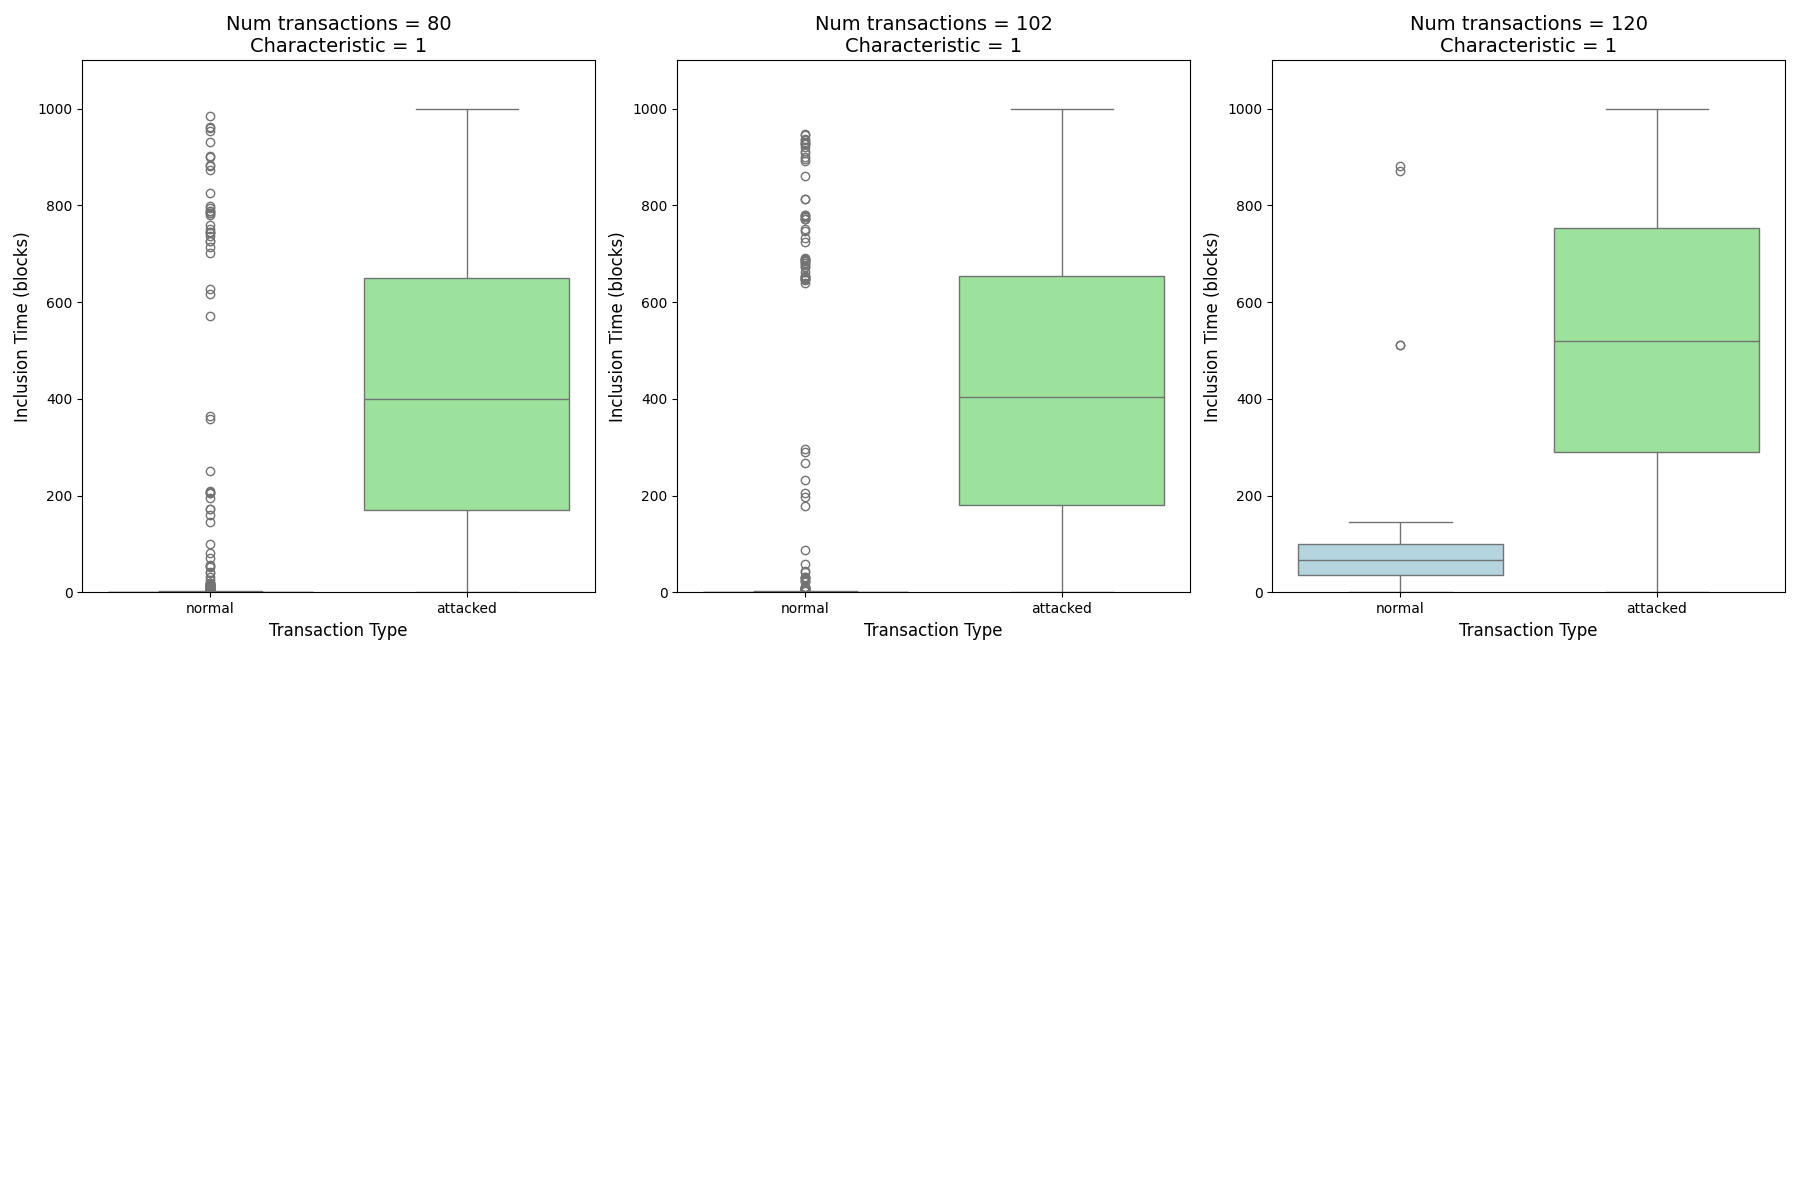 Num transactions = 80
Characteristic = 1
1000
800
600
400
200
0
Inclusion Time (blocks)
normal
attacked
Transaction Type
Num transactions = 102
Characteristic = 1
1000
800
600
400
200
0
Inclusion Time (blocks)
normal
attacked
Transaction Type
Num transactions = 120
Characteristic = 1
1000
800
600
400
200
0
Inclusion Time (blocks)
normal
attacked
Transaction Type